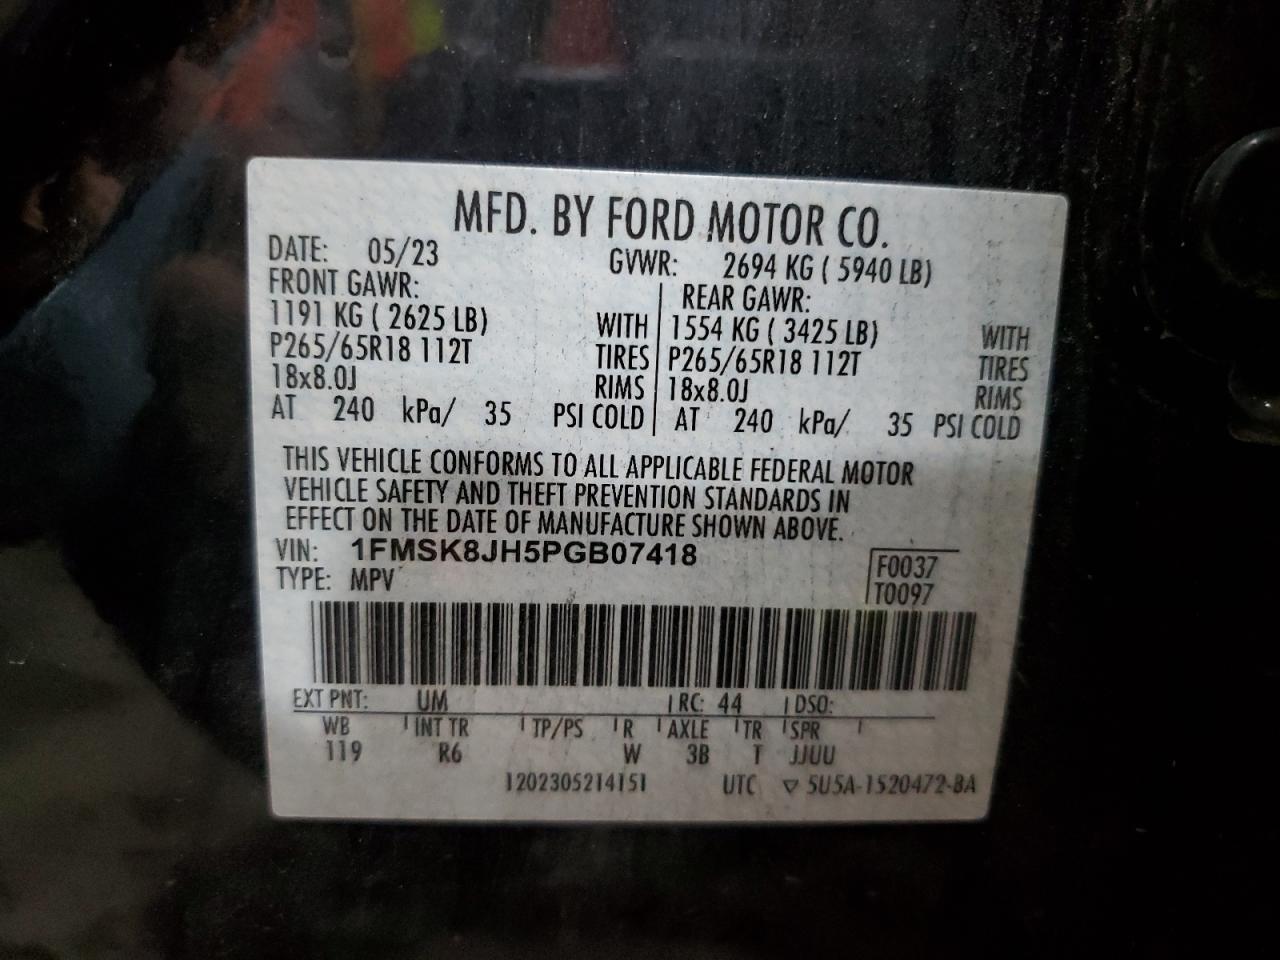 MFD. BY FORD MOTOR CO.
DATE: 05/23 GVWR: 2694 KG ( 5940 LB)
FRONT GAWR: REAR GAWR:
1191 KG ( 2625 LB) WITH 1554 KG ( 3425 LB) WITH
P265/65R18 112T TIRES P265/65R18 112T TIRES
18x8.0J RIMS 18x8.0J RIMS
AT 240 kPa/ 35 PSI COLD AT 240 kPa/ 35 PSI COLD
THIS VEHICLE CONFORMS TO ALL APPLICABLE FEDERAL MOTOR
VEHICLE SAFETY AND THEFT PREVENTION STANDARDS IN
EFFECT ON THE DATE OF MANUFACTURE SHOWN ABOVE.
VIN: 1FMSK8JH5PGB07418
TYPE: MPV
F0037
T0097
EXT PNT: UM RC: 44 DSO:
WB INT TR TP/PS R AXLE TR SPR
119 R6 W 3B T JJUU
1202305214151 UTC ▽ 5U5A-1520472-BA